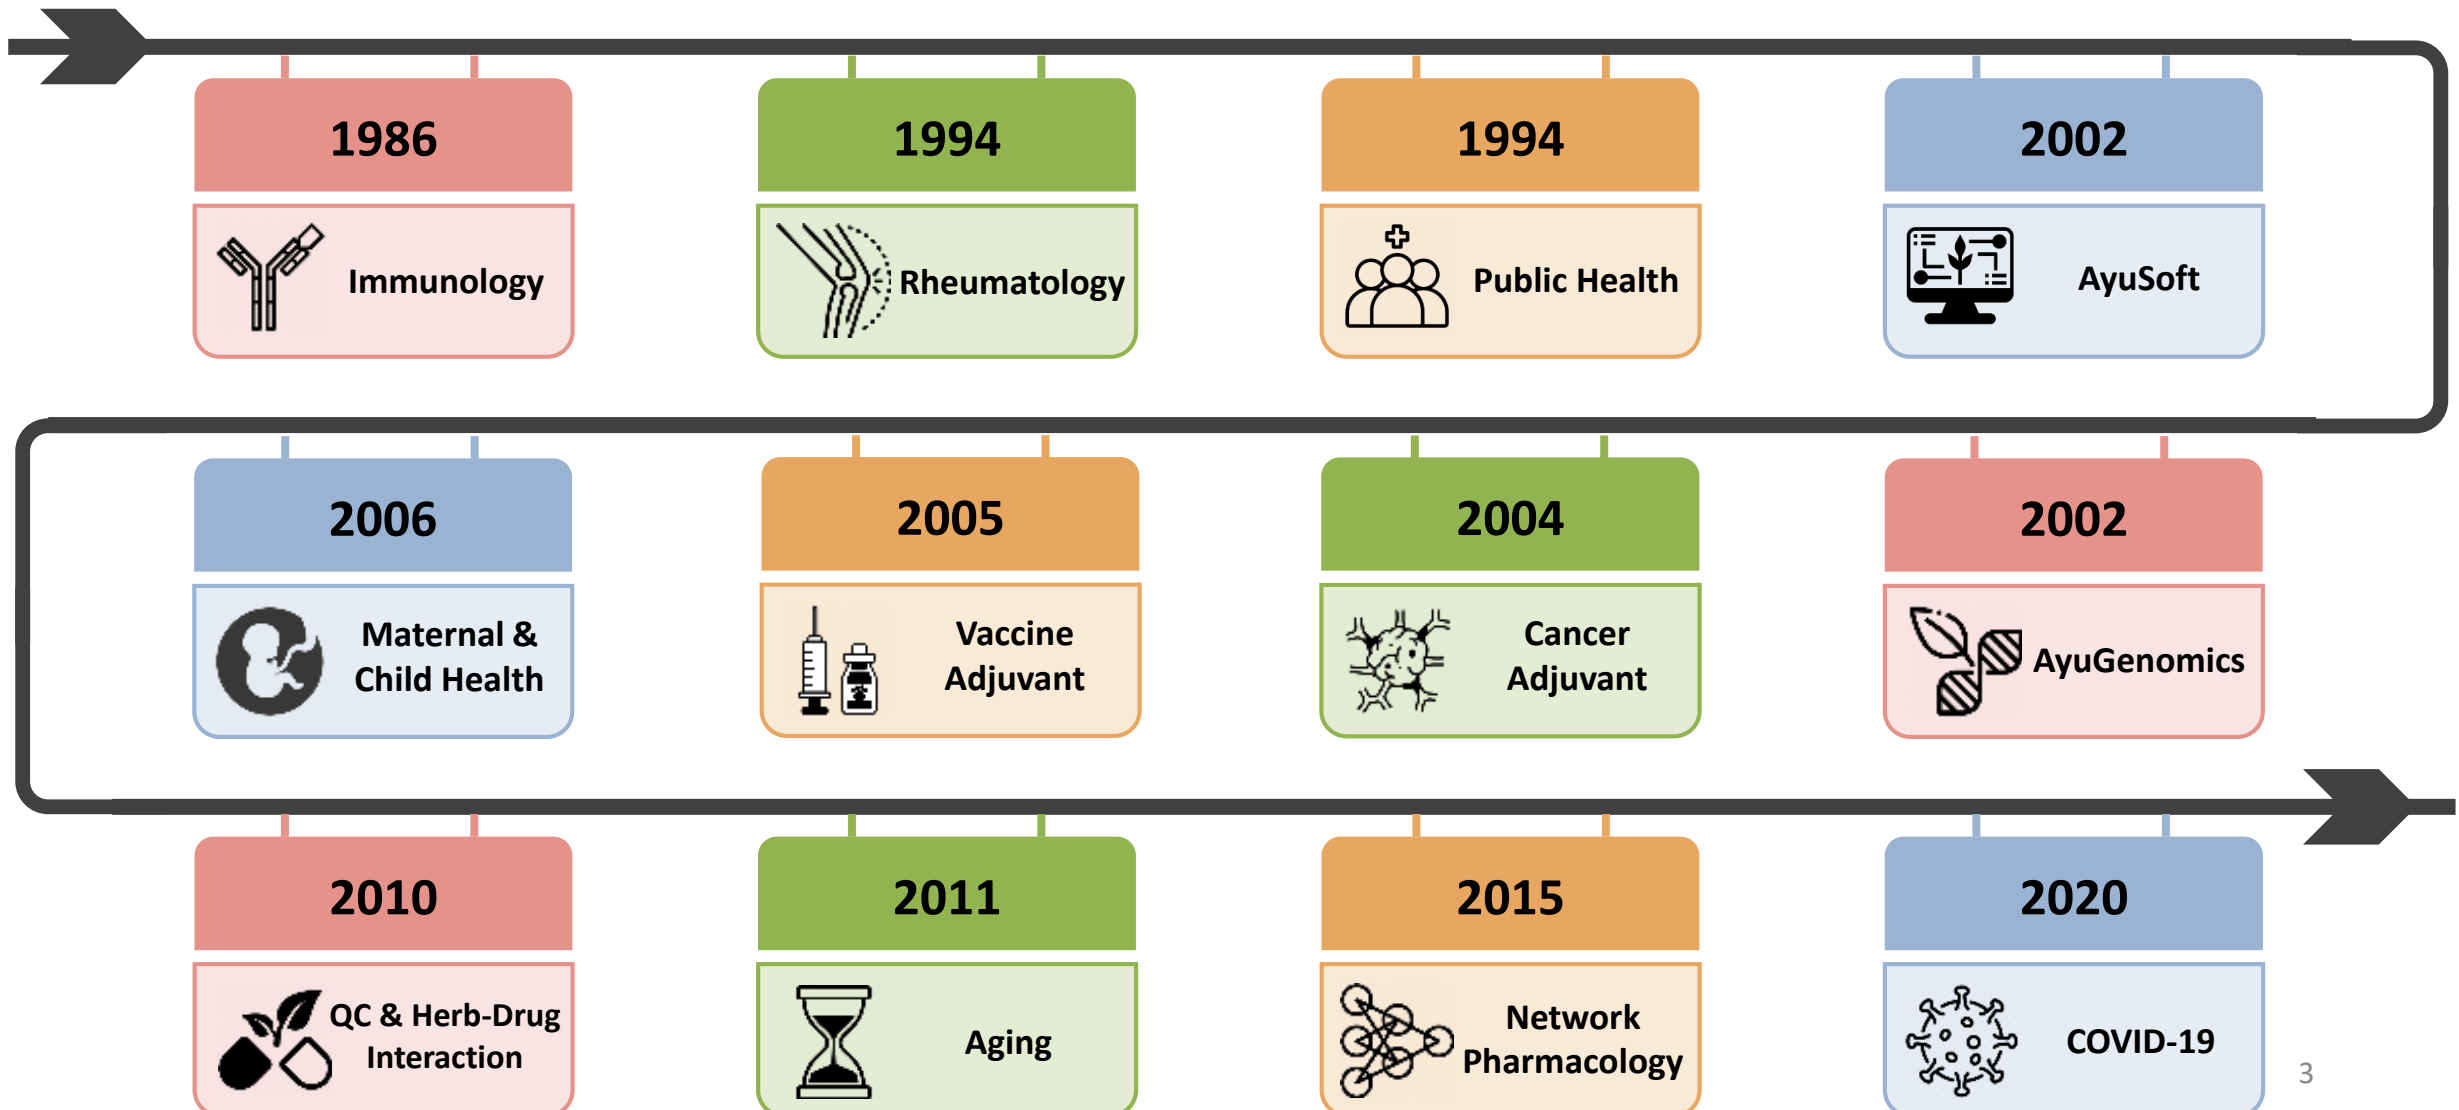 1986
Immunology
1994
Rheumatology
1994
Public Health
2002
AyuSoft
2002
AyuGenomics
2004
Cancer
Adjuvant
2005
Vaccine
Adjuvant
2006
Maternal &
Child Health
2010
QC & Herb-Drug
Interaction
2011
Aging
2015
Network
Pharmacology
2020
COVID-19
3